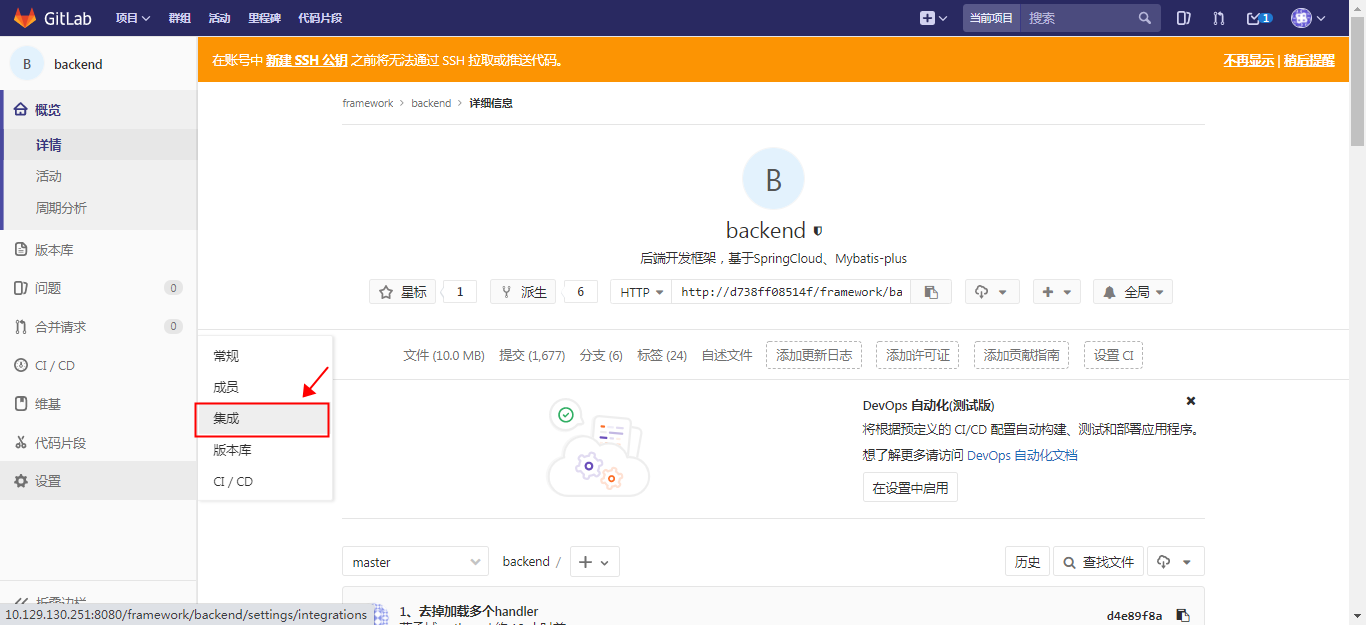 GitLab 项目 群组 活动 里程碑 代码片段 当前项目 搜索 1
B backend
在账号中 新建 SSH 公钥 之前将无法通过 SSH 拉取或推送代码。 不再显示 | 稍后提醒
概览
详情
活动
周期分析
版本库
问题 0
合并请求 0
CI / CD
维基
代码片段
设置
常规
成员
集成
版本库
CI / CD
framework > backend > 详细信息
B
backend
后端开发框架，基于SpringCloud、Mybatis-plus
星标 1 派生 6 HTTP http://d738ff08514f/framework/ba 全局
文件 (10.0 MB) 提交 (1,677) 分支 (6) 标签 (24) 自述文件 添加更新日志 添加许可证 添加贡献指南 设置 CI
DevOps 自动化(测试版)
将根据预定义的 CI/CD 配置自动构建、测试和部署应用程序。
想了解更多请访问 DevOps 自动化文档
在设置中启用
master backend / 历史 查找文件
1、去掉加载多个handler
d4e89f8a
10.129.130.251:8080/framework/backend/settings/integrations